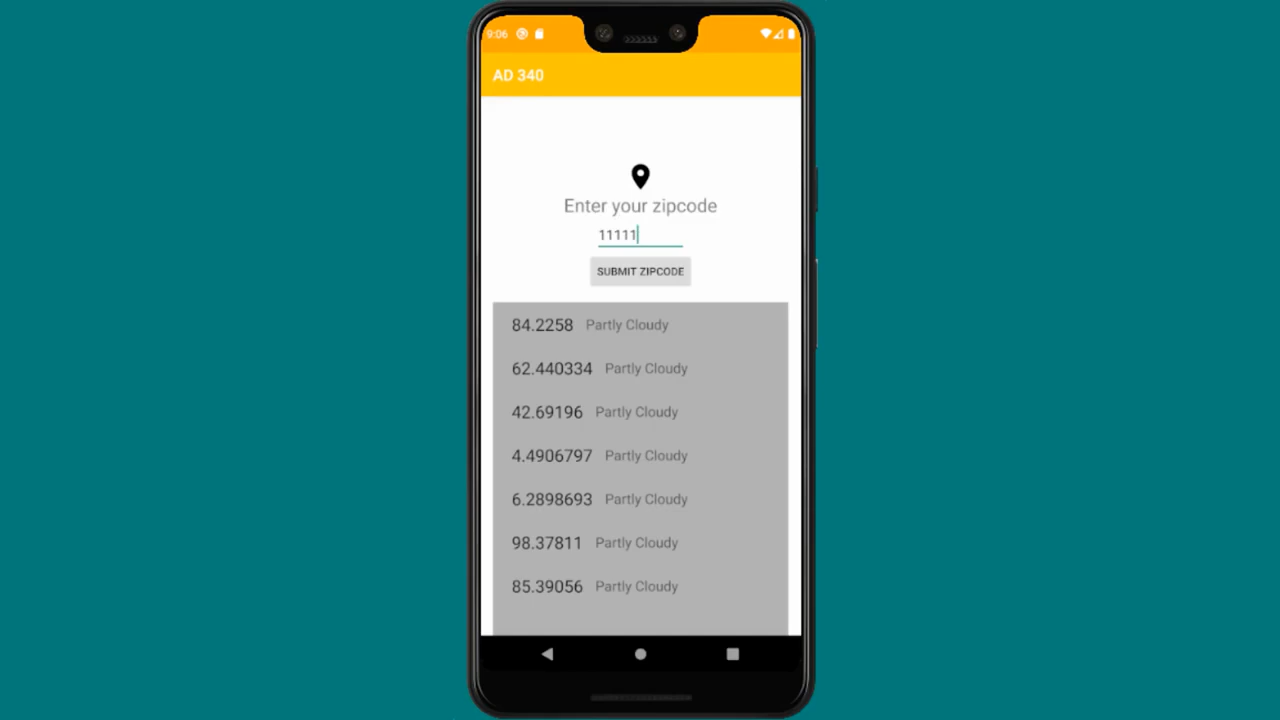 9:06
AD 340
Enter your zipcode
11111
SUBMIT ZIPCODE
84.2258 Partly Cloudy
62.440334 Partly Cloudy
42.69196 Partly Cloudy
4.4906797 Partly Cloudy
6.2898693 Partly Cloudy
98.37811 Partly Cloudy
85.39056 Partly Cloudy